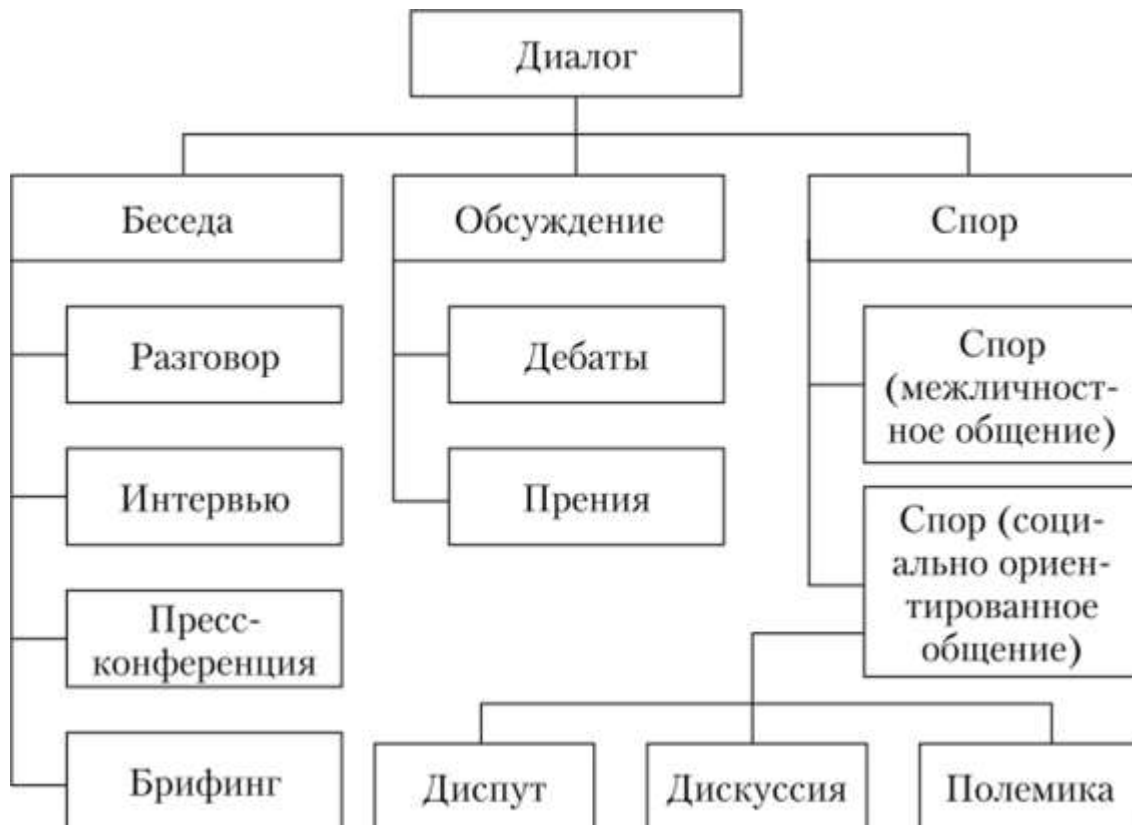 Диалог
Беседа
Обсуждение
Спор
Разговор
Дебаты
Спор
(межличност-
ное общение)
Интервью
Прения
Спор (соци-
ально ориен-
тированное
общение)
Пресс-
конференция
Брифинг
Диспут
Дискуссия
Полемика